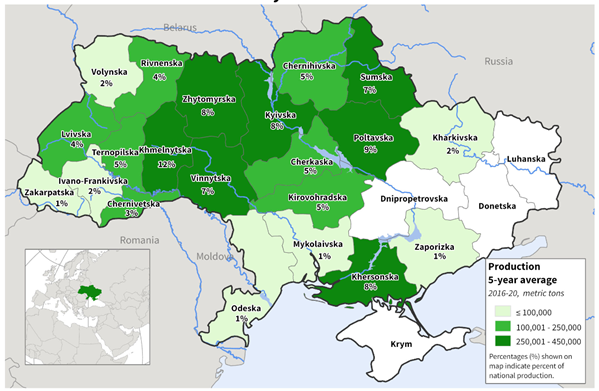 Belarus
Russia
Volynska
2%
Rivnenska
4%
Zhytomyrska
8%
Kyivska
8%
Chernihivska
5%
Sumska
7%
Lvivska
4%
Ternopilska
5%
Khmelnytska
12%
Vinnytska
7%
Cherkaska
5%
Poltavska
9%
Kharkivska
2%
Luhanska
Ivano-Frankivska
2%
Zakarpatska
1%
Chernivetska
3%
Kirovohradska
5%
Dnipropetrovska
Donetska
Romania
Moldova
Mykolaivska
1%
Zaporizka
1%
Khersonska
8%
Odeska
1%
Krym
Production
5-year average
2016-20, metric tons
≤ 100,000
100,001 - 250,000
250,001 - 450,000
Percentages (%) shown on
map indicate percent of
national production.